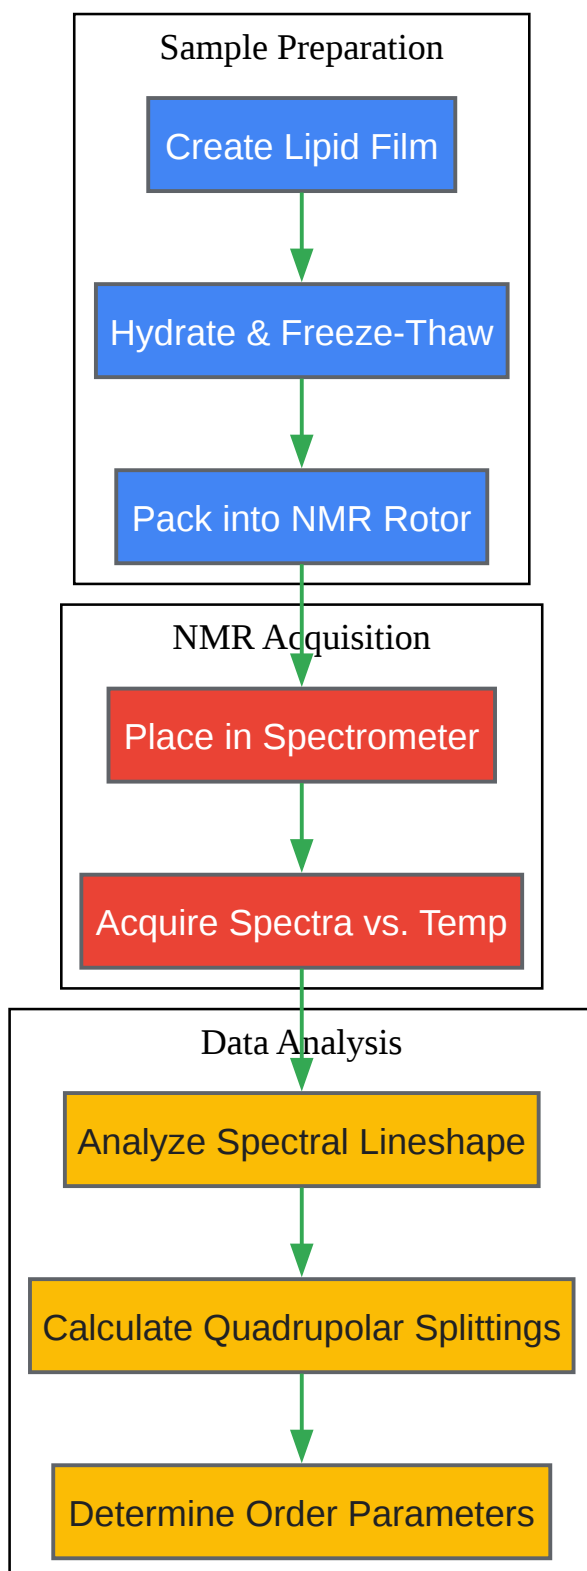 Sample Preparation
Create Lipid Film
Hydrate & Freeze-Thaw
Pack into NMR Rotor
NMR Acquisition
Place in Spectrometer
Acquire Spectra vs. Temp
Data Analysis
Analyze Spectral Lineshape
Calculate Quadrupolar Splittings
Determine Order Parameters